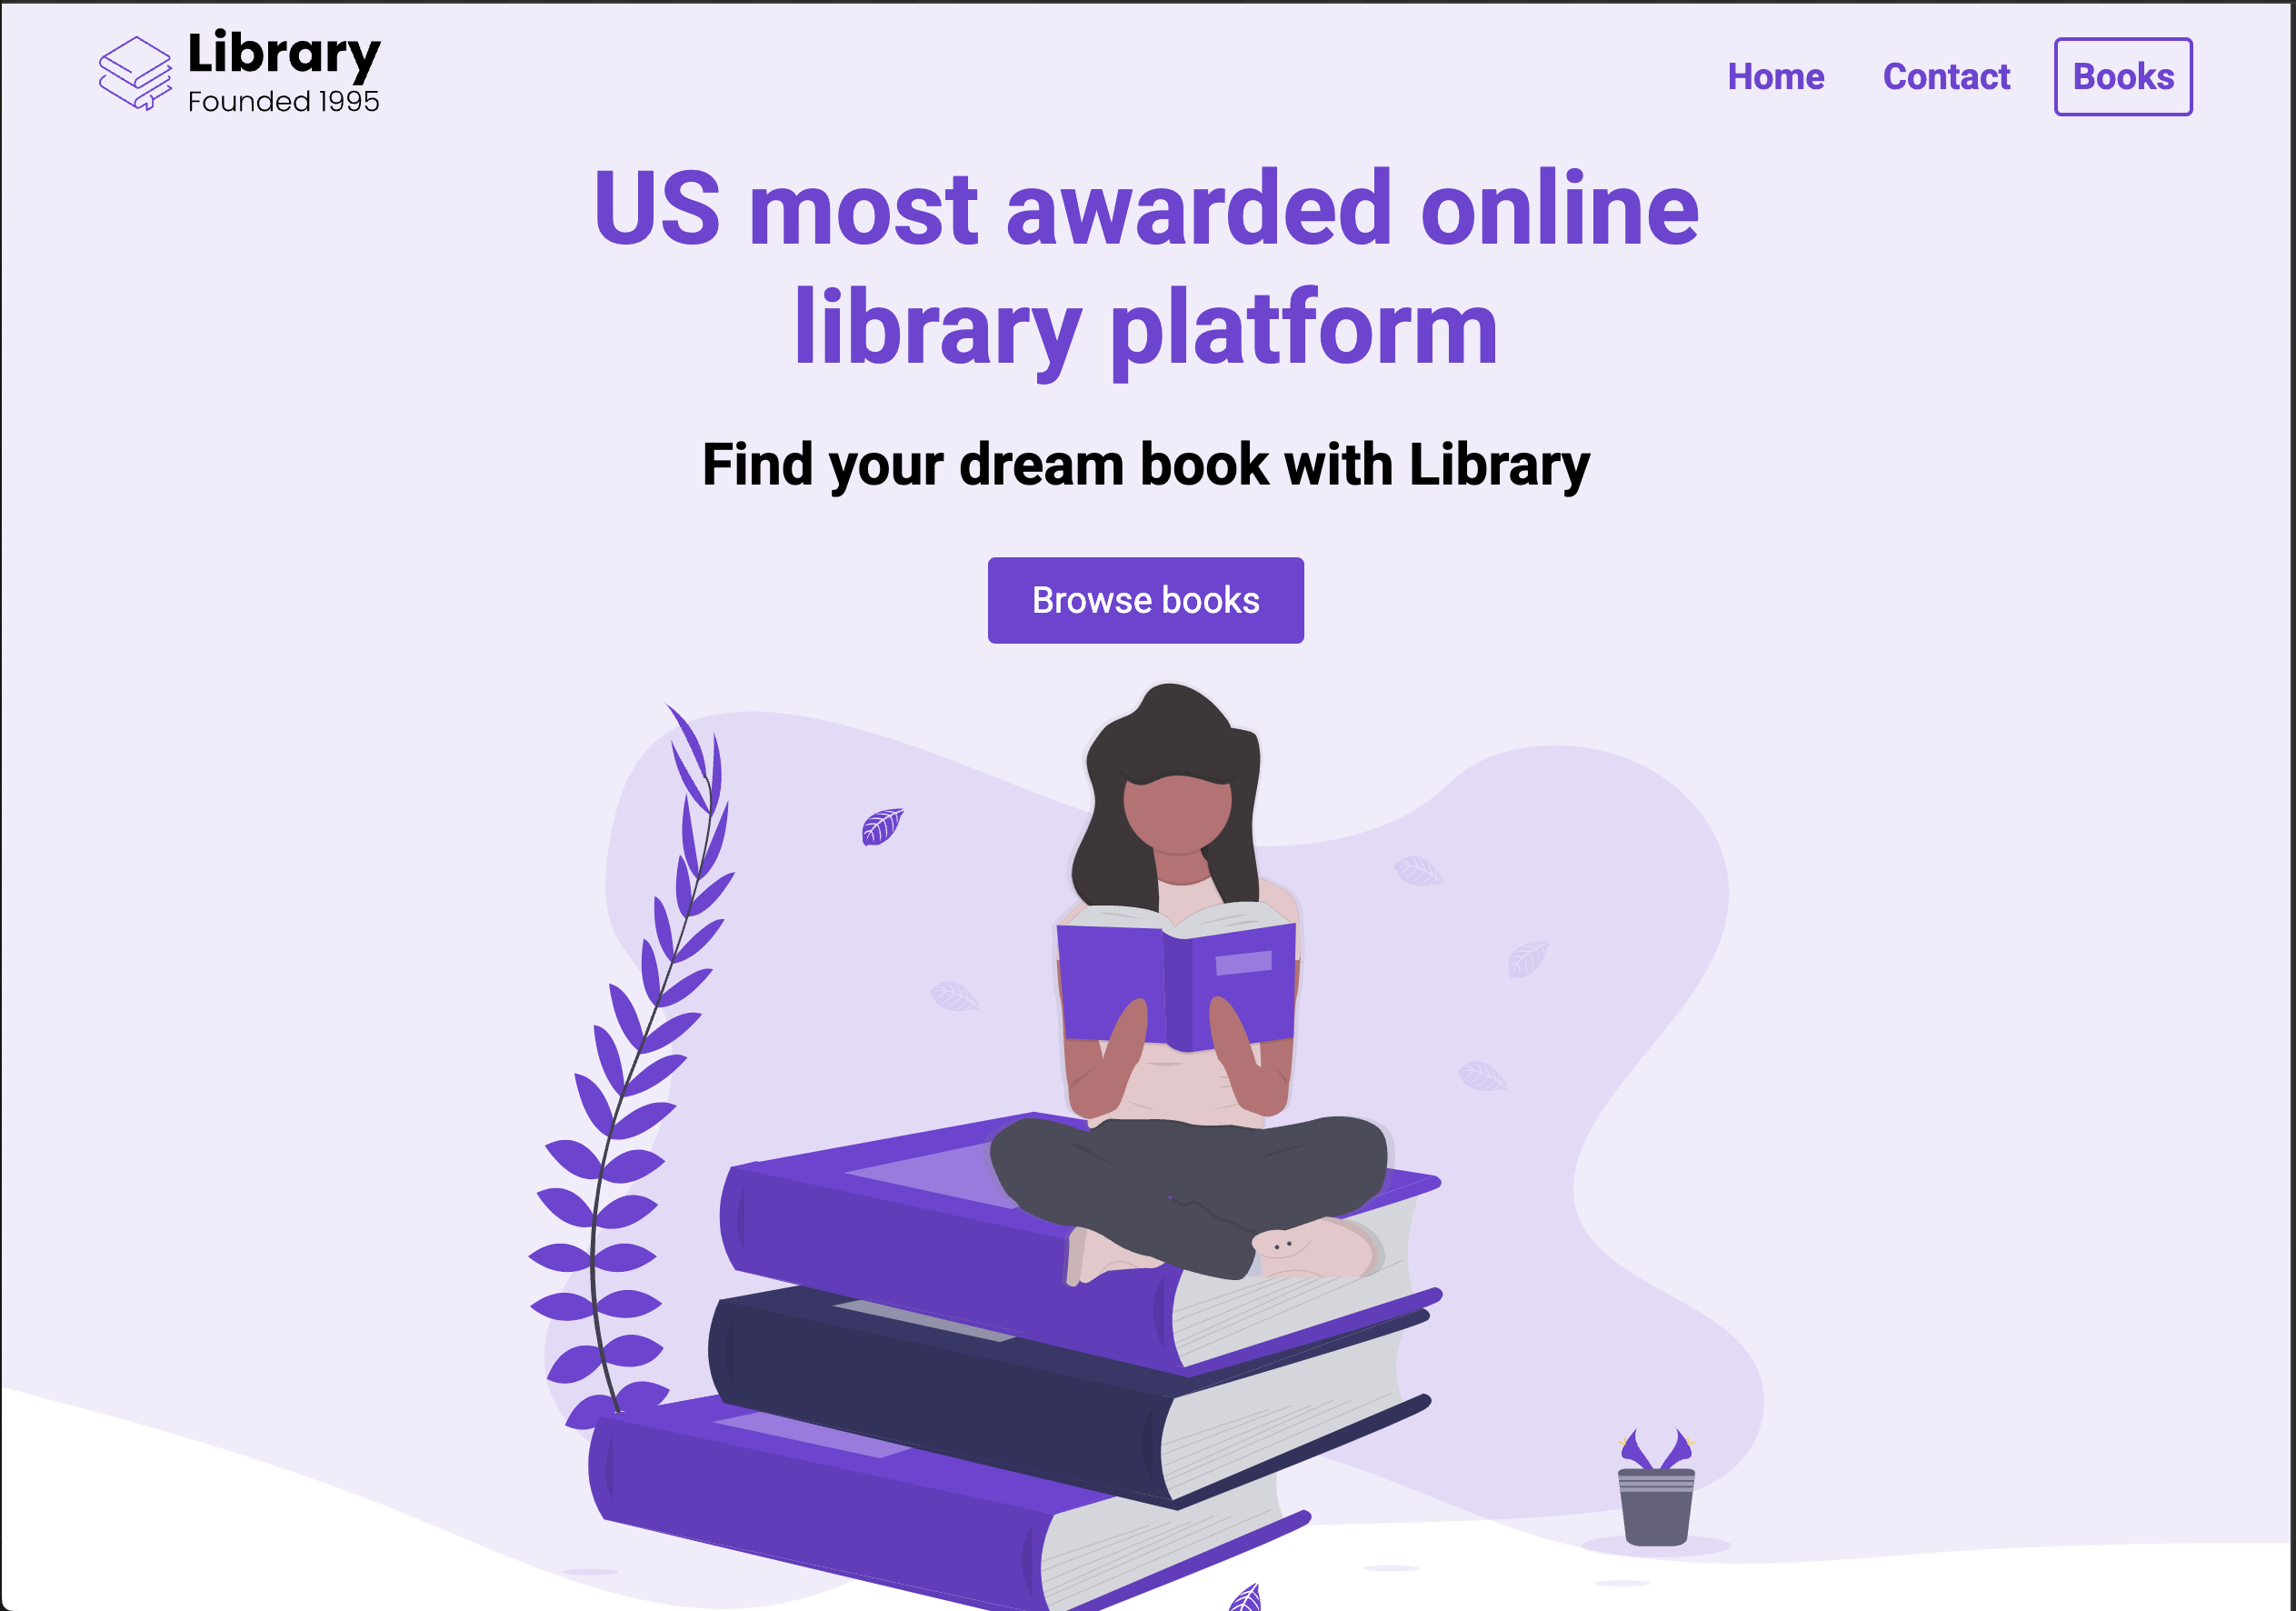 Library
Founded 1995
Home Contact Books
US most awarded online
library platform
Find your dream book with Library
Browse books